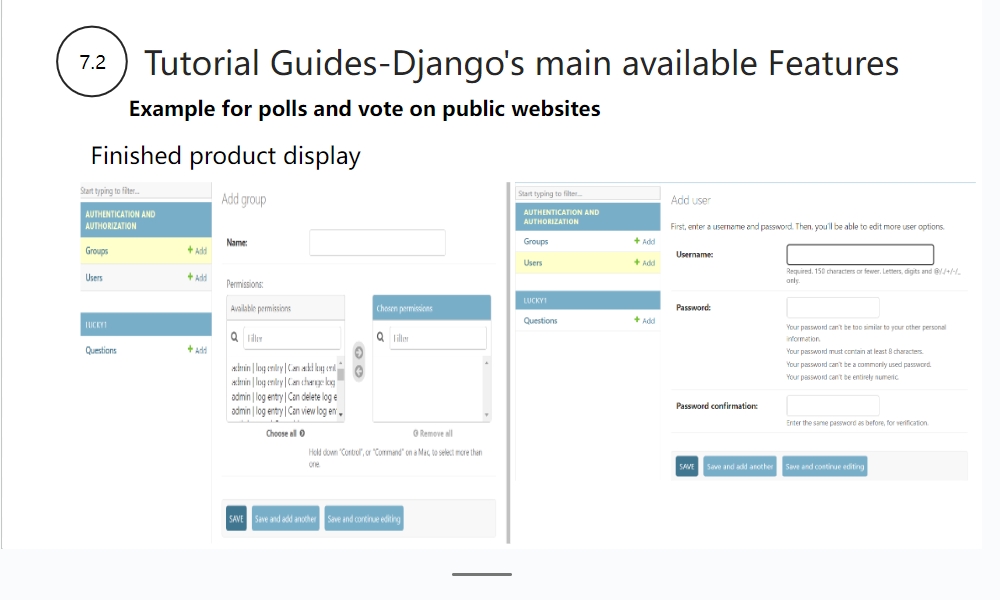 7.2
Tutorial Guides-Django's main available Features
Example for polls and vote on public websites
Finished product display
Start typing to filter...
AUTHENTICATION AND
AUTHORIZATION
Groups + Add
Users + Add
LUCKY1
Questions + Add
Add group
Name:
Permissions:
Available permissions
Filter
admin | log entry | Can add log ent
admin | log entry | Can change log
admin | log entry | Can delete log e
admin | log entry | Can view log en
Choose all
Chosen permissions
Filter
Remove all
Hold down "Control", or "Command" on a Mac, to select more than
one.
SAVE
Save and add another
Save and continue editing
Start typing to filter...
AUTHENTICATION AND
AUTHORIZATION
Groups + Add
Users + Add
LUCKY1
Questions + Add
Add user
First, enter a username and password. Then, you'll be able to edit more user options.
Username:
Required. 150 characters or fewer. Letters, digits and @/./+/-/_
only.
Password:
Your password can't be too similar to your other personal
information.
Your password must contain at least 8 characters.
Your password can't be a commonly used password.
Your password can't be entirely numeric.
Password confirmation:
Enter the same password as before, for verification.
SAVE
Save and add another
Save and continue editing